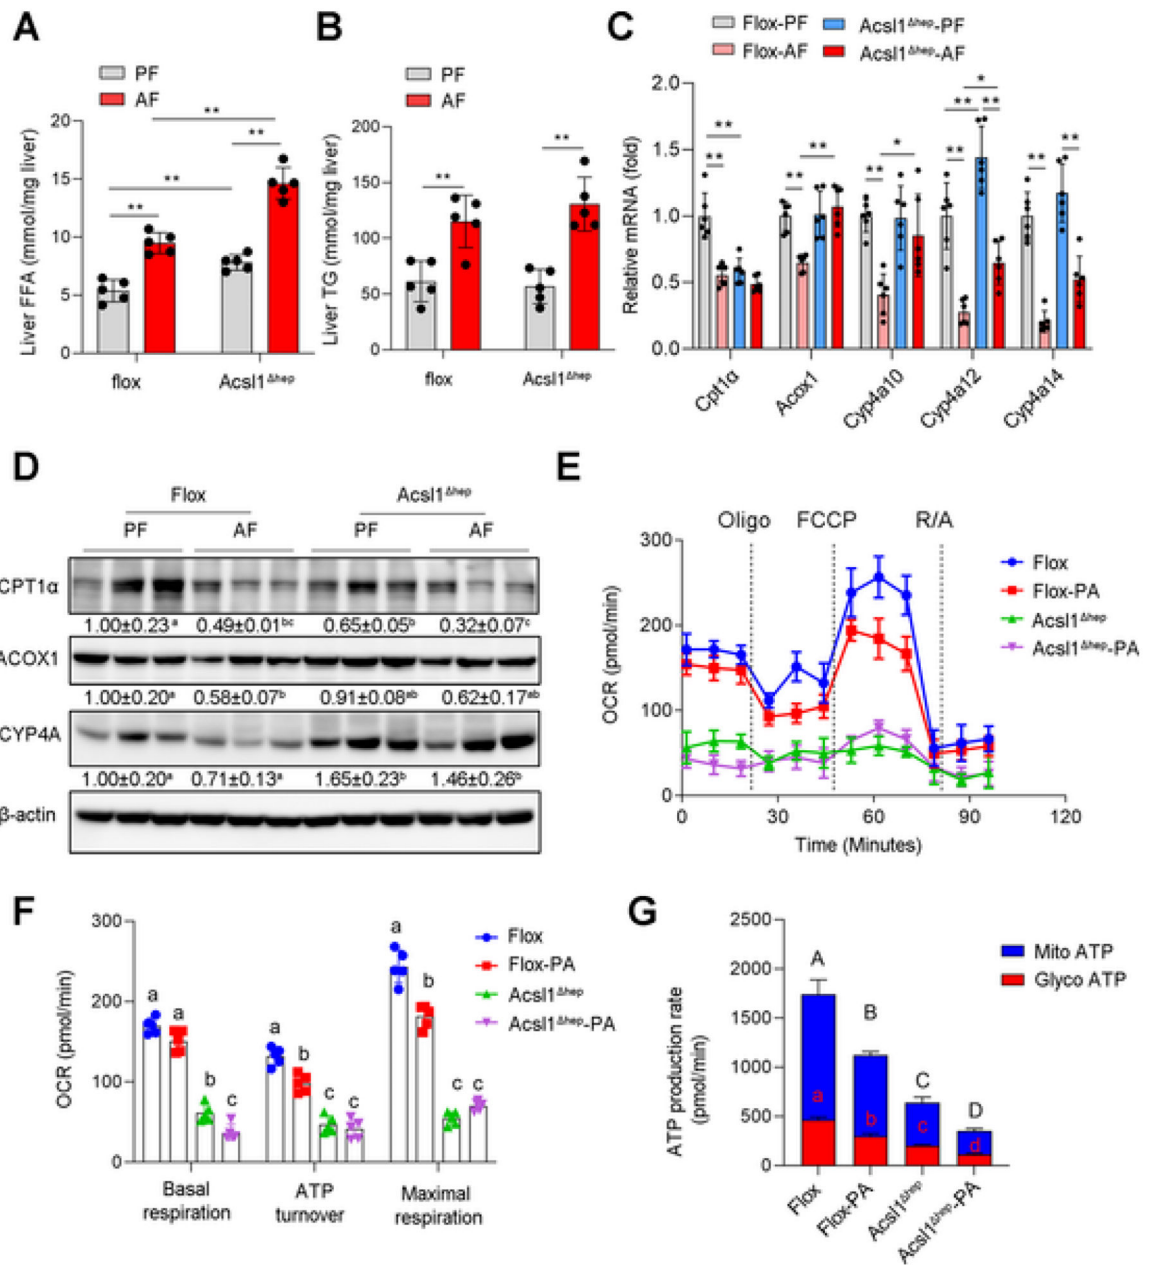 A
PF
AF
Liver FFA (mmol/mg liver)
20
15
10
5
0
**
**
**
**
flox
Acsl1Δhep
B
PF
AF
Liver TG (mmol/mg liver)
200
150
100
50
0
**
**
flox
Acsl1Δhep
C
Flox-PF
Acsl1Δhep-PF
Flox-AF
Acsl1Δhep-AF
Relative mRNA (fold)
2.0
1.5
1.0
0.5
0.0
**
**
**
**
**
*
**
**
*
**
**
**
Cpt1α
Acox1
Cyp4a10
Cyp4a12
Cyp4a14
D
Flox
Acsl1Δhep
PF
AF
PF
AF
CPT1α
1.00±0.23a 0.49±0.01bc 0.65±0.05b 0.32±0.07c
ACOX1
1.00±0.20a 0.58±0.07b 0.91±0.08ab 0.62±0.17ab
CYP4A
1.00±0.20a 0.71±0.13a 1.65±0.23b 1.46±0.26b
β-actin
E
Oligo FCCP R/A
OCR (pmol/min)
300
200
100
0
0 30 60 90 120
Time (Minutes)
Flox
Flox-PA
Acsl1Δhep
Acsl1Δhep-PA
F
OCR (pmol/min)
300
200
100
0
a a b c
a b c c
a b c c
Basal
respiration
ATP
turnover
Maximal
respiration
Flox
Flox-PA
Acsl1Δhep
Acsl1Δhep-PA
G
ATP production rate
(pmol/min)
2500
2000
1500
1000
500
0
A
B
C
D
a
b
c
d
Flox
Flox-PA
Acsl1Δhep
Acsl1Δhep-PA
Mito ATP
Glyco ATP